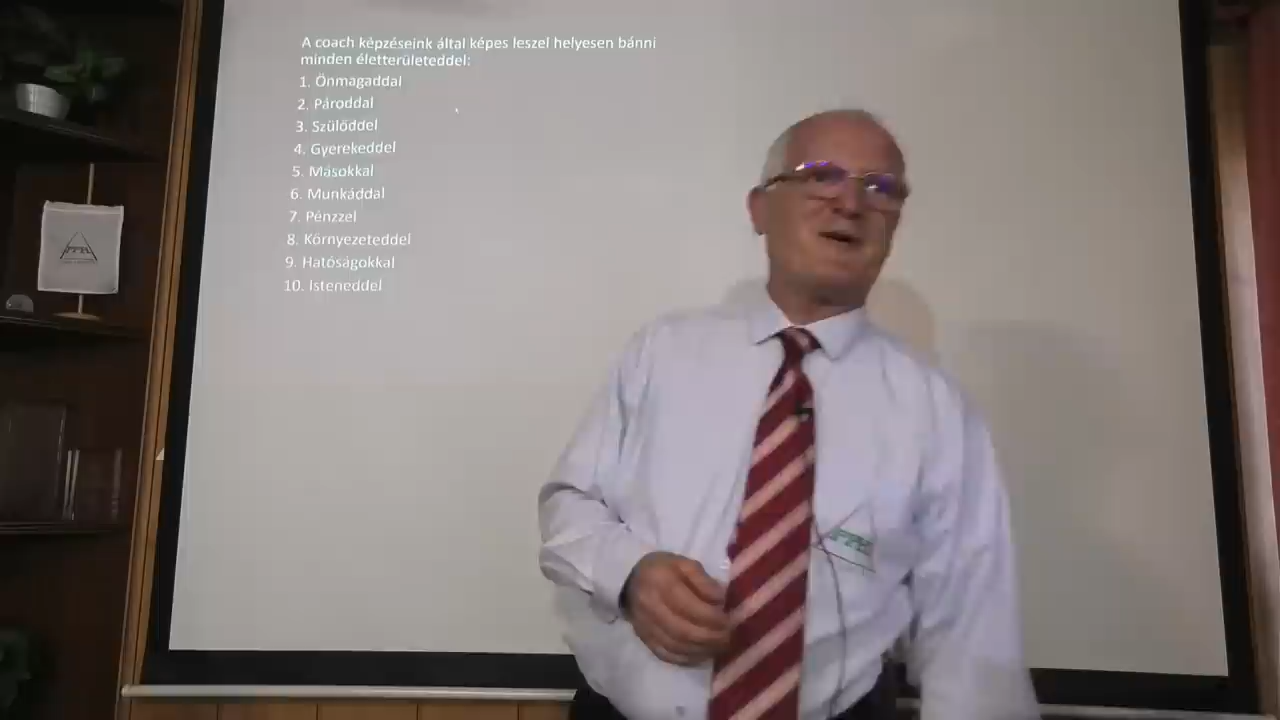 A coach képzéseink által képes leszel helyesen bánni
minden életterületeddel:
1. Önmagaddal
2. Pároddal
3. Szülőddel
4. Gyerekeddel
5. Másokkal
6. Munkáddal
7. Pénzzel
8. Környezeteddel
9. Hatóságokkal
10. Isteneddel